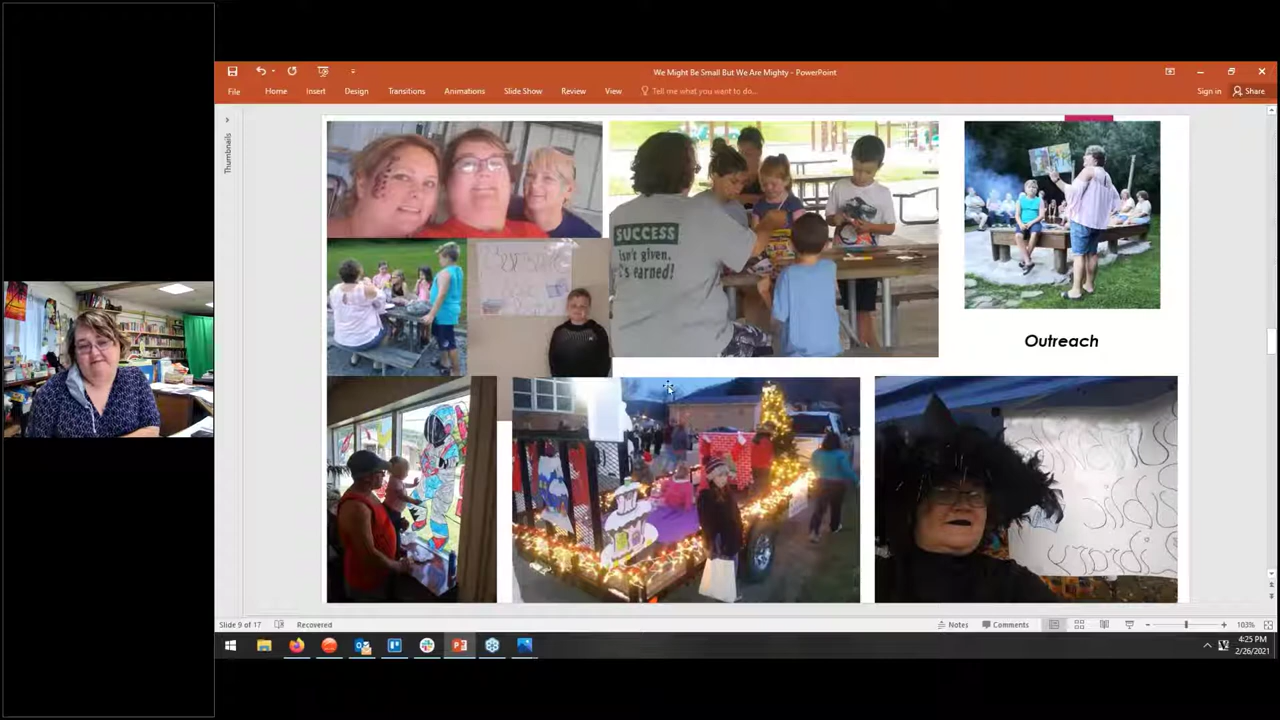 We Might Be Small But We Are Mighty - PowerPoint
File Home Insert Design Transitions Animations Slide Show Review View Tell me what you want to do... Sign in Share
Thumbnails
SUCCESS
isn't given.
it's earned!
Outreach
Slide 9 of 17 Recovered Notes Comments 103%
4:25 PM
2/26/2021